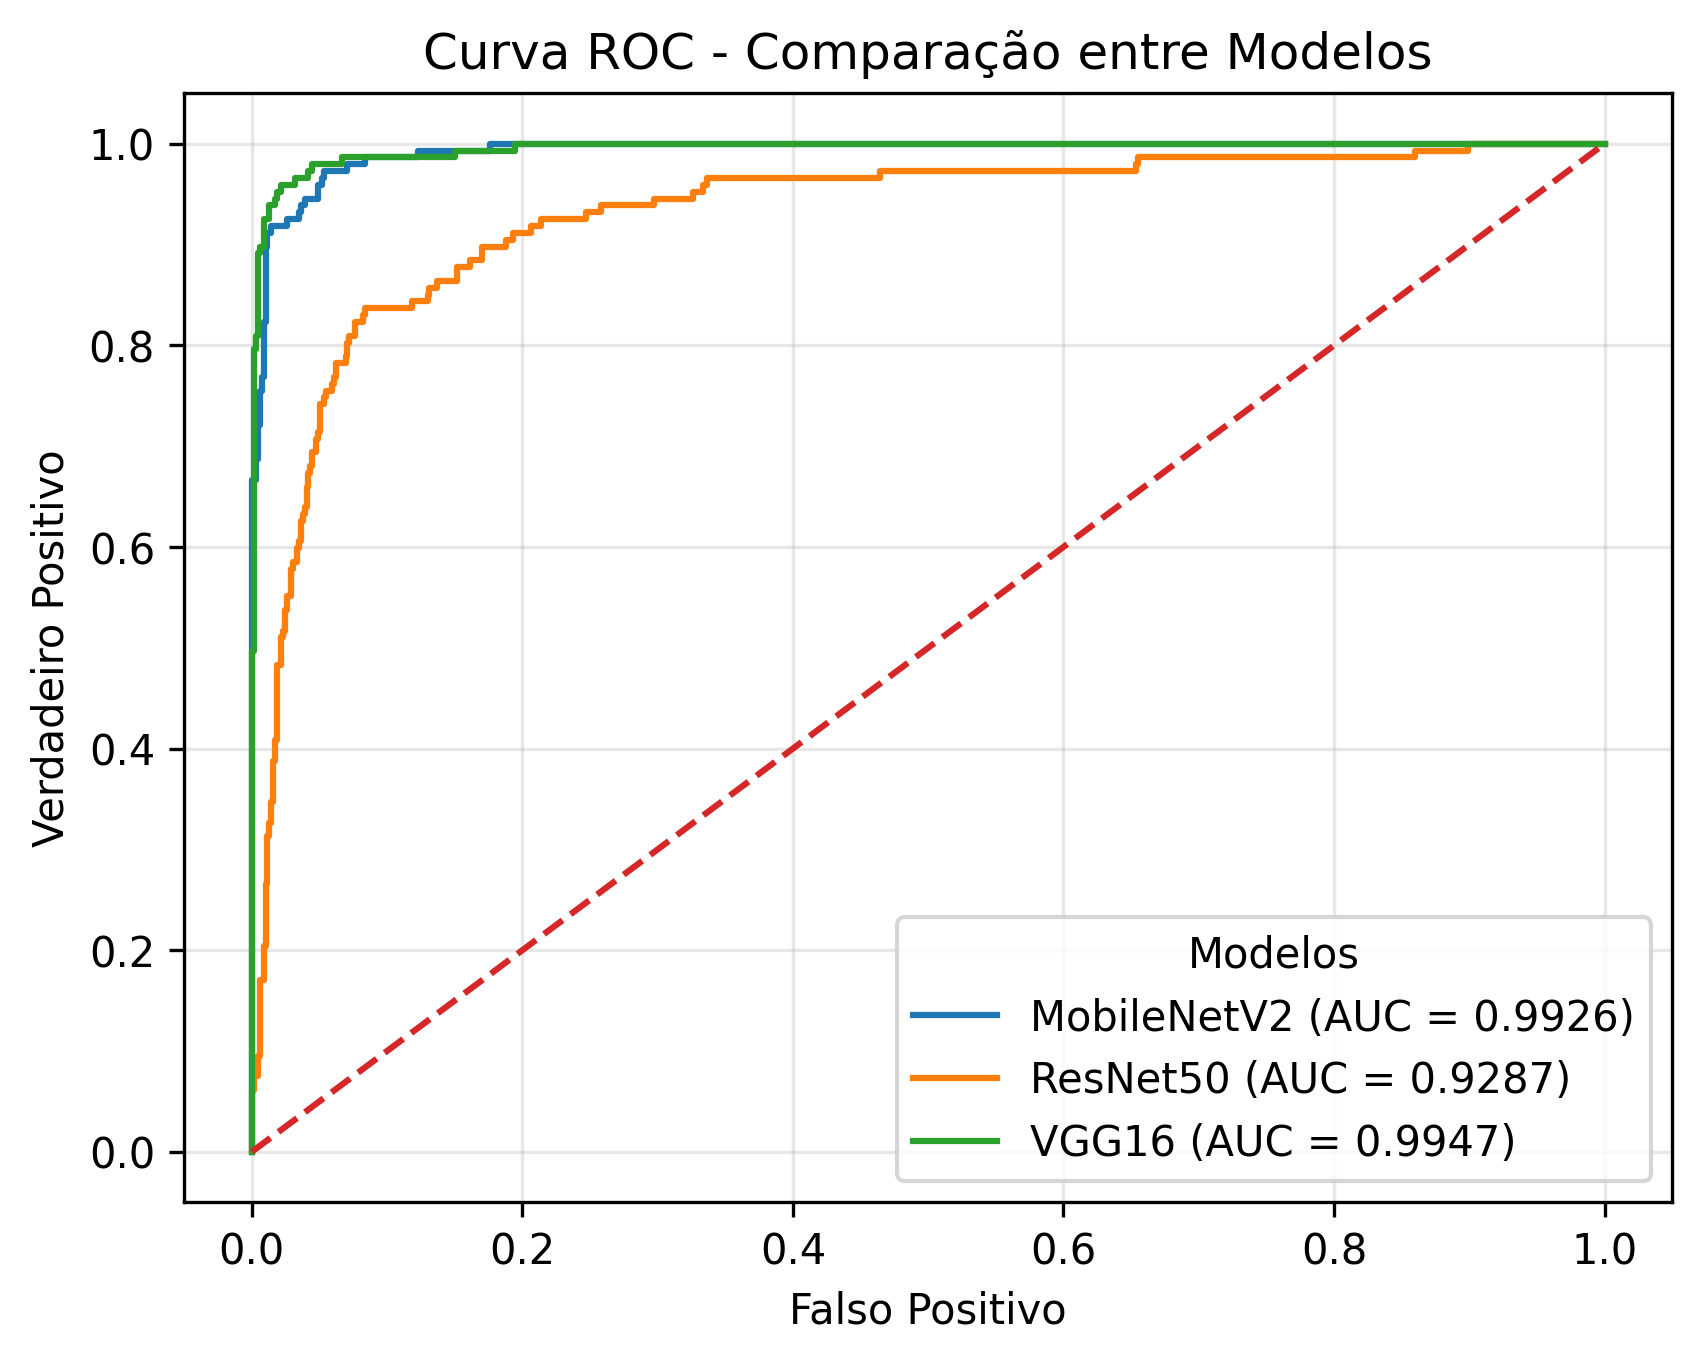 Curva ROC - Comparação entre Modelos
1.0
0.8
0.6
0.4
0.2
0.0
Verdadeiro Positivo
Modelos
MobileNetV2 (AUC = 0.9926)
ResNet50 (AUC = 0.9287)
VGG16 (AUC = 0.9947)
0.0 0.2 0.4 0.6 0.8 1.0
Falso Positivo